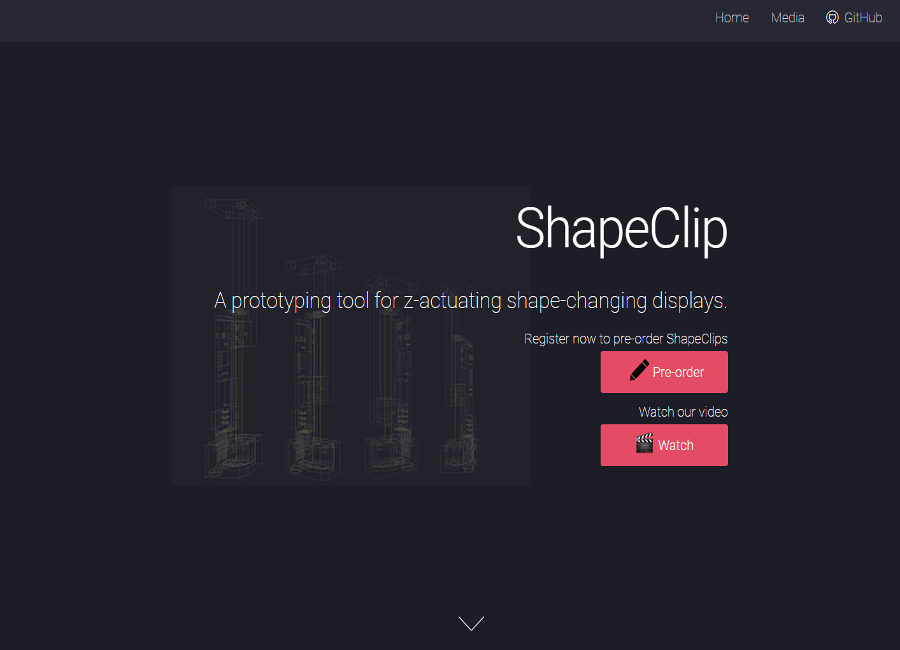 Home Media GitHub
ShapeClip
A prototyping tool for z-actuating shape-changing displays.
Register now to pre-order ShapeClips
Pre-order
Watch our video
Watch